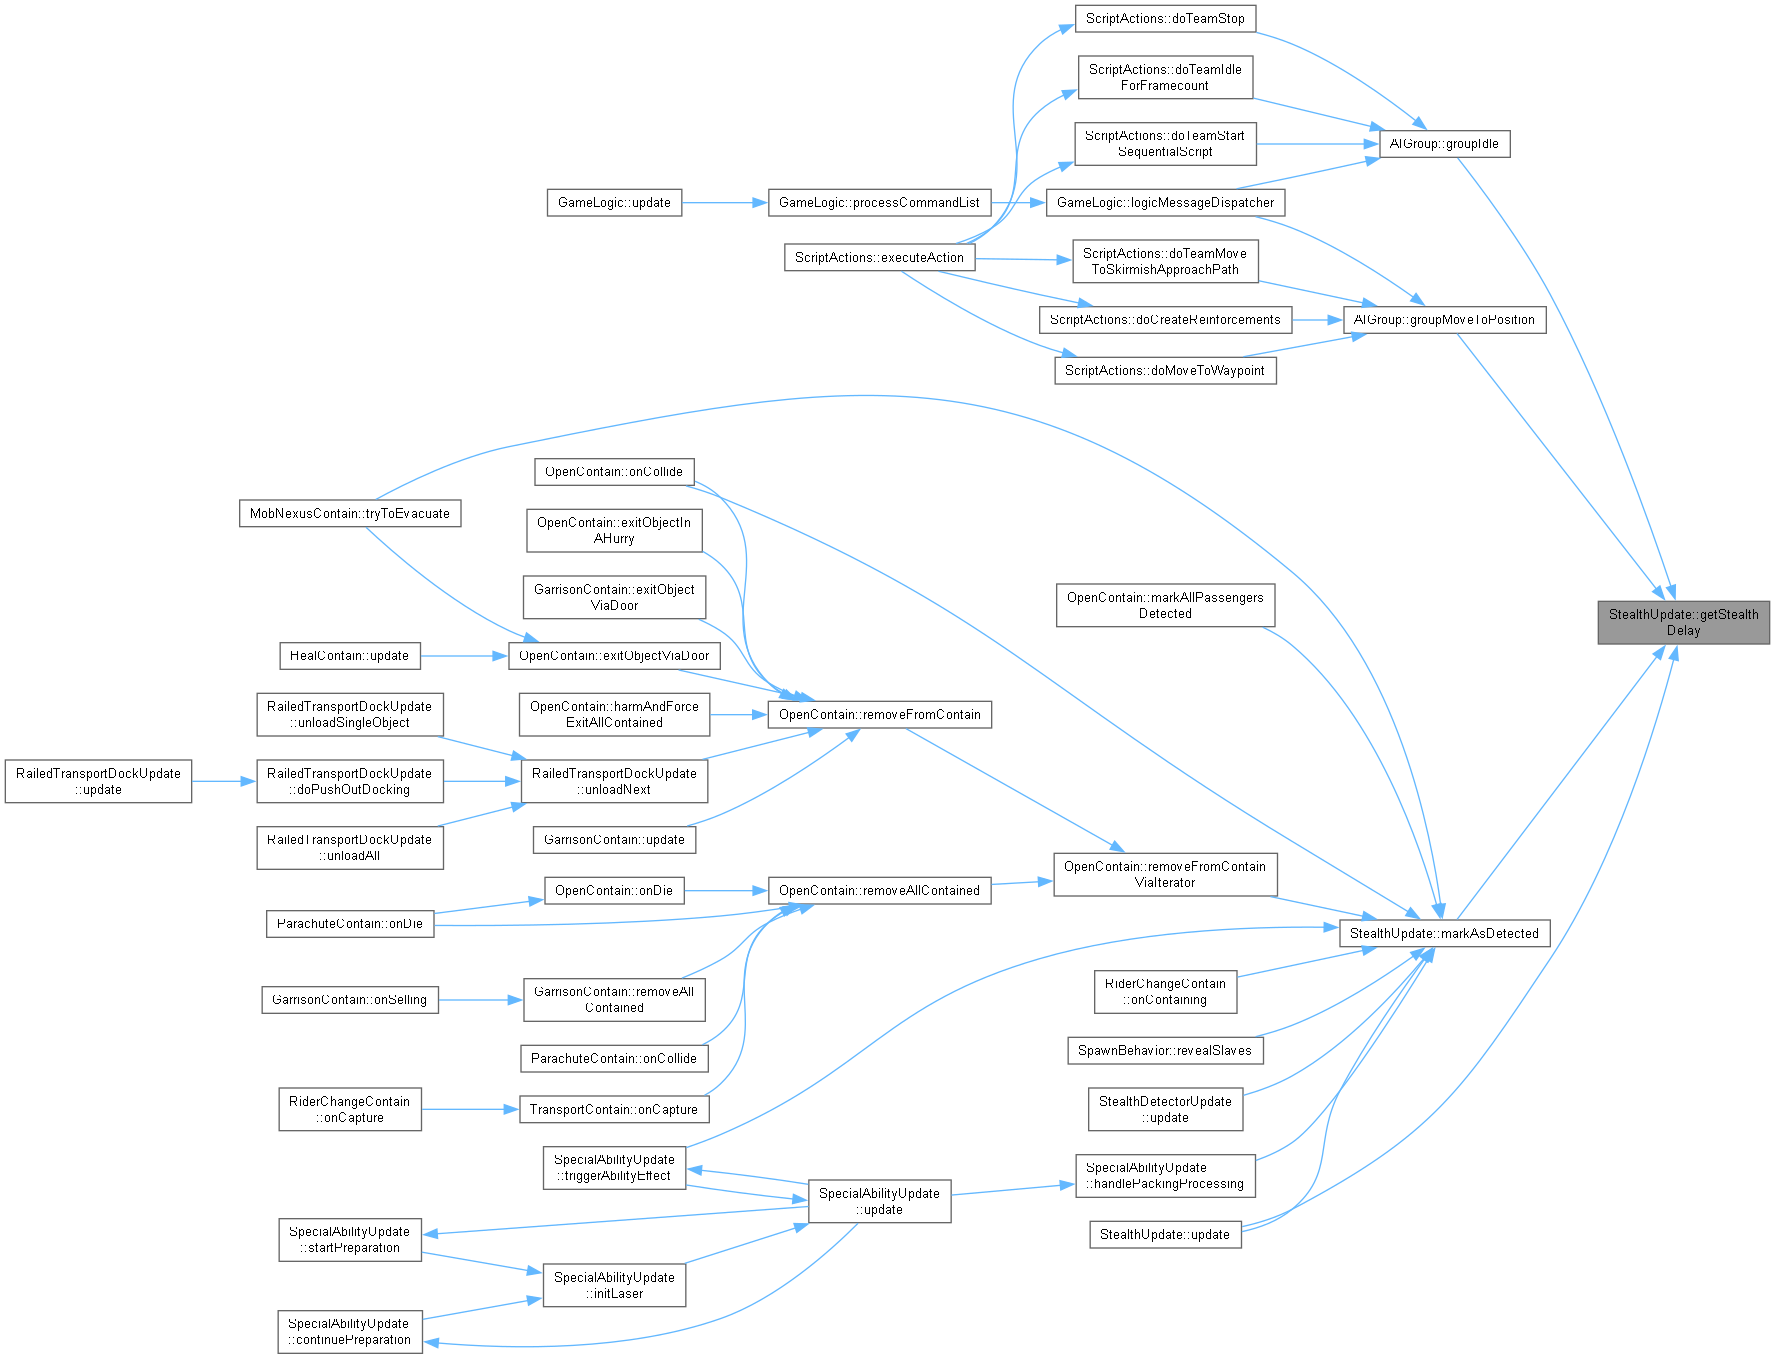 ScriptActions::doTeamStop
ScriptActions::doTeamIdle
ForFramecount
ScriptActions::doTeamStart
SequentialScript
AIGroup::groupIdle
GameLogic::update
GameLogic::processCommandList
GameLogic::logicMessageDispatcher
ScriptActions::executeAction
ScriptActions::doTeamMove
ToSkirmishApproachPath
ScriptActions::doCreateReinforcements
AIGroup::groupMoveToPosition
ScriptActions::doMoveToWaypoint
OpenContain::onCollide
MobNexusContain::tryToEvacuate
OpenContain::exitObjectIn
AHurry
GarrisonContain::exitObject
ViaDoor
OpenContain::markAllPassengers
Detected
StealthUpdate::getStealth
Delay
HealContain::update
OpenContain::exitObjectViaDoor
RailedTransportDockUpdate
::unloadSingleObject
OpenContain::harmAndForce
ExitAllContained
OpenContain::removeFromContain
RailedTransportDockUpdate
::update
RailedTransportDockUpdate
::doPushOutDocking
RailedTransportDockUpdate
::unloadNext
RailedTransportDockUpdate
::unloadAll
GarrisonContain::update
OpenContain::removeFromContain
ViaIterator
OpenContain::onDie
OpenContain::removeAllContained
ParachuteContain::onDie
StealthUpdate::markAsDetected
GarrisonContain::onSelling
GarrisonContain::removeAll
Contained
RiderChangeContain
::onContaining
ParachuteContain::onCollide
SpawnBehavior::revealSlaves
RiderChangeContain
::onCapture
TransportContain::onCapture
StealthDetectorUpdate
::update
SpecialAbilityUpdate
::triggerAbilityEffect
SpecialAbilityUpdate
::update
SpecialAbilityUpdate
::handlePackingProcessing
SpecialAbilityUpdate
::startPreparation
StealthUpdate::update
SpecialAbilityUpdate
::initLaser
SpecialAbilityUpdate
::continuePreparation